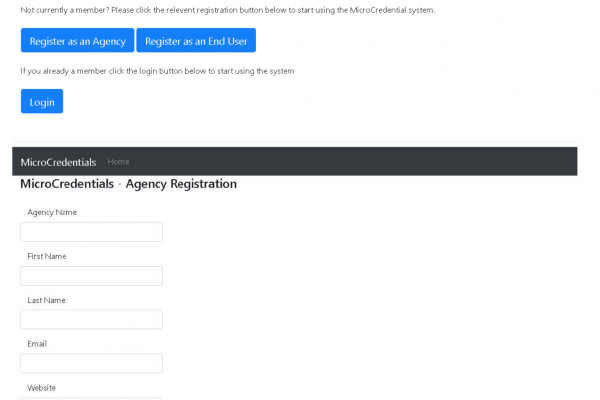 Not currently a member? Please click the relevent registration button below to start using the MicroCredential system.
Register as an Agency Register as an End User
If you already a member click the login button below to start using the system
Login
MicroCredentials Home
MicroCredentials - Agency Registration
Agency Name
First Name
Last Name
Email
Website